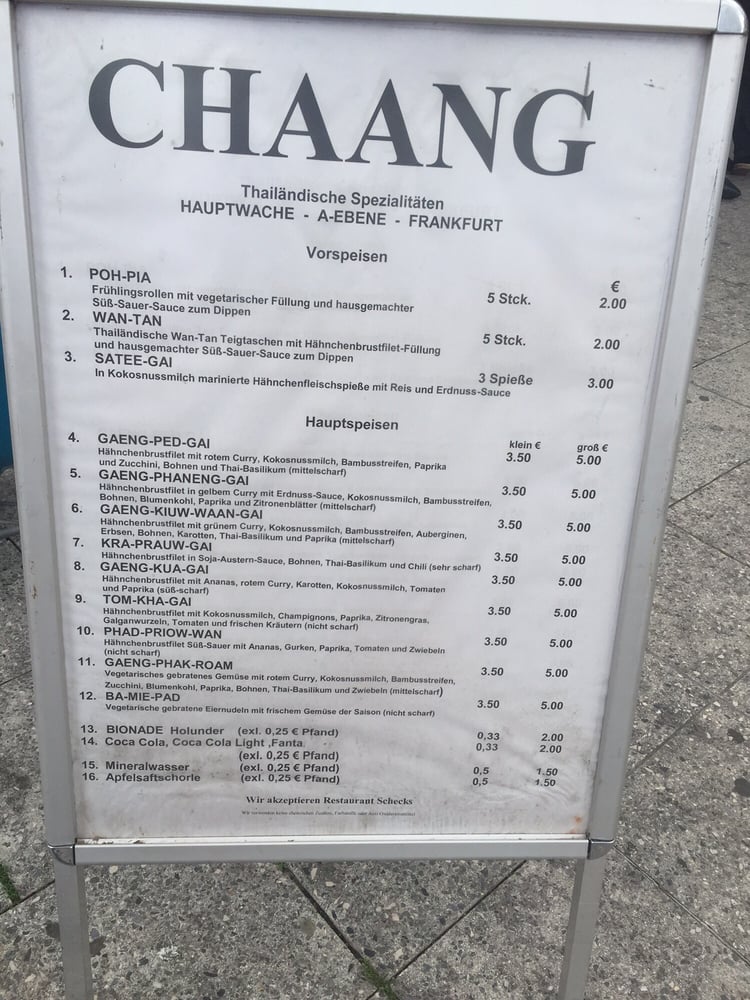 CHAANG
Thailändische Spezialitäten
HAUPTWACHE - A-EBENE - FRANKFURT
Vorspeisen
€
1. POH-PIA
Frühlingsrollen mit vegetarischer Füllung und hausgemachter 5 Stck. 2.00
Süß-Sauer-Sauce zum Dippen
2. WAN-TAN
Thailändische Wan-Tan Teigtaschen mit Hähnchenbrustfilet-Füllung 5 Stck. 2.00
und hausgemachter Süß-Sauer-Sauce zum Dippen
3. SATEE-GAI 3 Spieße 3.00
In Kokosnussmilch marinierte Hähnchenfleischspieße mit Reis und Erdnuss-Sauce
Hauptspeisen
klein € groß €
4. GAENG-PED-GAI 3.50 5.00
Hähnchenbrustfilet mit rotem Curry, Kokosnussmilch, Bambusstreifen, Paprika
und Zucchini, Bohnen und Thai-Basilikum (mittelscharf)
5. GAENG-PHANENG-GAI 3.50 5.00
Hähnchenbrustfilet in gelbem Curry mit Erdnuss-Sauce, Kokosnussmilch, Bambusstreifen,
Bohnen, Blumenkohl, Paprika und Zitronenblätter (mittelscharf)
6. GAENG-KIUW-WAAN-GAI 3.50 5.00
Hähnchenbrustfilet mit grünem Curry, Kokosnussmilch, Bambusstreifen, Auberginen,
Erbsen, Bohnen, Karotten, Thai-Basilikum und Paprika (mittelscharf)
7. KRA-PRAUW-GAI 3.50 5.00
Hähnchenbrustfilet in Soja-Austern-Sauce, Bohnen, Thai-Basilikum und Chili (sehr scharf)
8. GAENG-KUA-GAI 3.50 5.00
Hähnchenbrustfilet mit Ananas, rotem Curry, Karotten, Kokosnussmilch, Tomaten
und Paprika (süß-scharf)
9. TOM-KHA-GAI 3.50 5.00
Hähnchenbrustfilet mit Kokosnussmilch, Champignons, Paprika, Zitronengras,
Galganwurzeln, Tomaten und frischen Kräutern (nicht scharf)
10. PHAD-PRIOW-WAN 3.50 5.00
Hähnchenbrustfilet Süß-Sauer mit Ananas, Gurken, Paprika, Tomaten und Zwiebeln
(nicht scharf)
11. GAENG-PHAK-ROAM 3.50 5.00
Vegetarisches gebratenes Gemüse mit rotem Curry, Kokosnussmilch, Bambusstreifen,
Zucchini, Blumenkohl, Paprika, Bohnen, Thai-Basilikum und Zwiebeln (mittelscharf)
12. BA-MIE-PAD 3.50 5.00
Vegetarische gebratene Eiernudeln mit frischem Gemüse der Saison (nicht scharf)
13. BIONADE Holunder (exl. 0,25 € Pfand) 0,33 2.00
14. Coca Cola, Coca Cola Light ,Fanta 0,33 2.00
(exl. 0,25 € Pfand)
15. Mineralwasser (exl. 0,25 € Pfand) 0,5 1.50
16. Apfelsaftschorle (exl. 0,25 € Pfand) 0,5 1.50
Wir akzeptieren Restaurant Schecks
Wir verwenden keine chemischen Zusätze, Farbstoffe oder